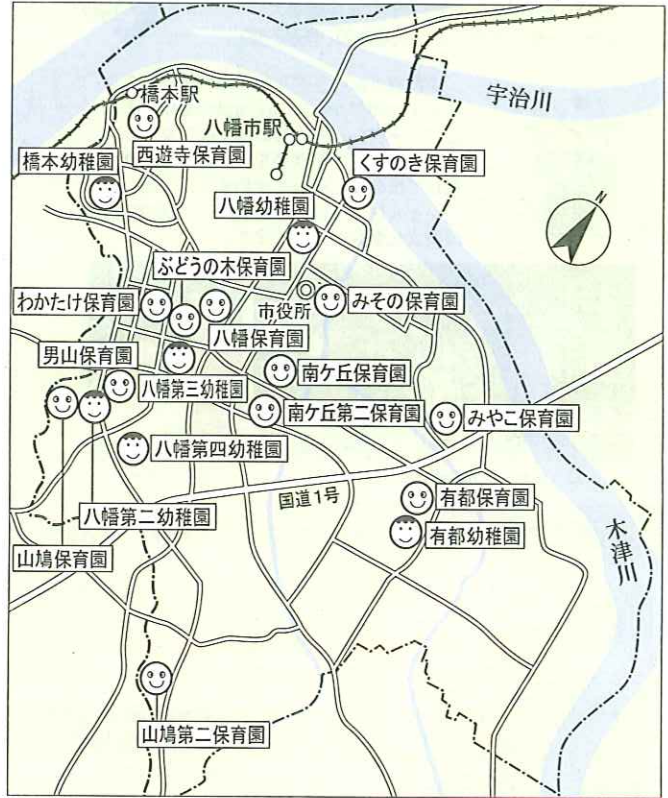 宇治川
橋本駅
八幡市駅
西遊寺保育園
くすのき保育園
橋本幼稚園
八幡幼稚園
ぶどうの木保育園
わかたけ保育園
市役所
みその保育園
八幡保育園
男山保育園
南ケ丘保育園
八幡第三幼稚園
南ケ丘第二保育園
みやこ保育園
八幡第四幼稚園
国道1号
有都保育園
八幡第二幼稚園
有都幼稚園
木津川
山鳩保育園
山鳩第二保育園